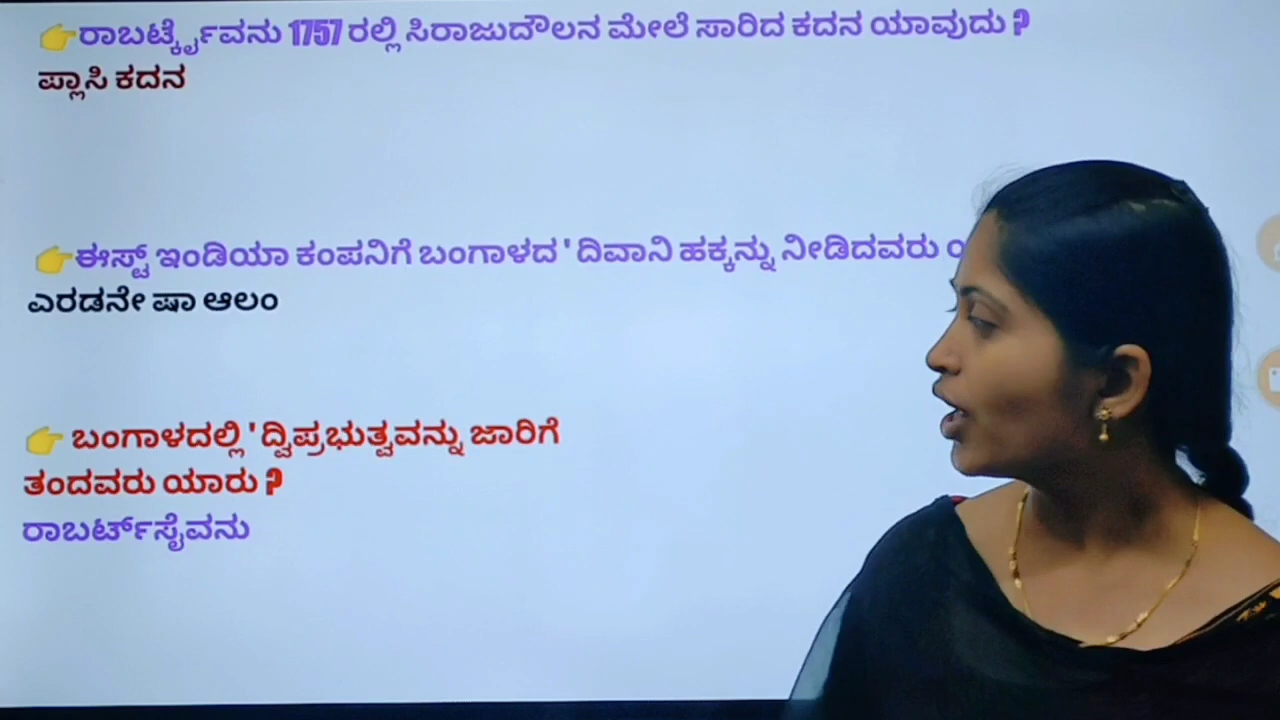 👉ರಾಬರ್ಟ್ಕ್ಲೈವನು 1757 ರಲ್ಲಿ ಸಿರಾಜುದೌಲನ ಮೇಲೆ ಸಾರಿದ ಕದನ ಯಾವುದು ?
ಪ್ಲಾಸಿ ಕದನ
👉ಈಸ್ಟ್ ಇಂಡಿಯಾ ಕಂಪನಿಗೆ ಬಂಗಾಳದ ' ದಿವಾನಿ ಹಕ್ಕನ್ನು ನೀಡಿದವರು
ಎರಡನೇ ಷಾ ಆಲಂ
👉 ಬಂಗಾಳದಲ್ಲಿ ' ದ್ವಿಪ್ರಭುತ್ವವನ್ನು ಜಾರಿಗೆ
ತಂದವರು ಯಾರು ?
ರಾಬರ್ಟ್‌ಸೈವನು